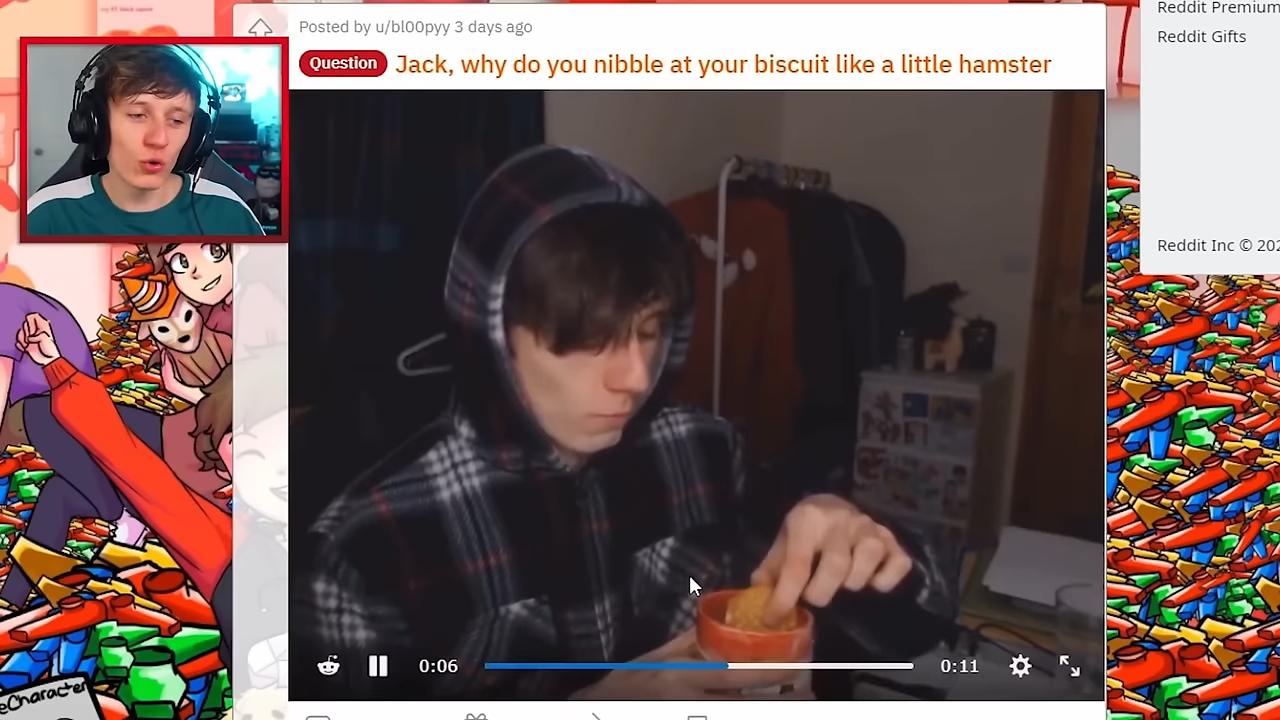 Posted by u/bl00pyy 3 days ago
Question Jack, why do you nibble at your biscuit like a little hamster
Reddit Premium
Reddit Gifts
Reddit Inc © 202
0:06
0:11
eCharacter